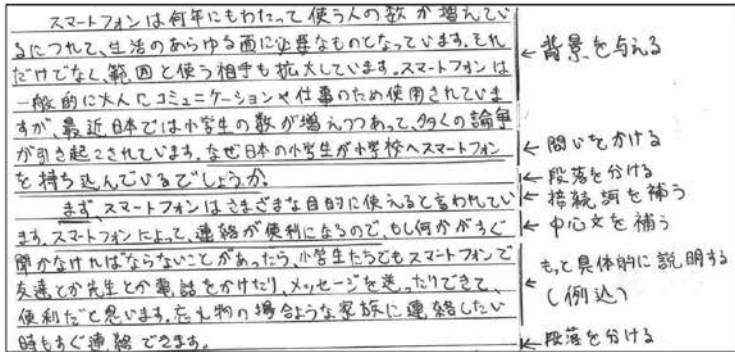 スマートフォンは何年にもわたって使う人の数が増えてい
るにつれて、生活のあらゆる面に必要なものとなっています。それ
だけでなく、範囲と使う相手も拡大しています。スマートフォンは
一般的に大人にコミュニケーションや仕事のため使用されていま
すが、最近日本では小学生の数が増えつつあって、多くの論争
が引き起こされています。なぜ日本の小学生が小学校へスマートフォン
を持ち込んでいるでしょうか。
まず、スマートフォンはさまざまな目的に使えると言われてい
ます。スマートフォンによって、連絡が便利になるので、もし何かがすぐ
聞かなければならないことがあったら、小学生たちでもスマートフォンで
友達とか先生とか電話をかけたり、メッセージを送ったりできて、
便利だと思います。忘れ物の場合ような家族に連絡したい
時もすぐ連絡できます。
←背景を与える
←問いをかける
←段落を分ける
←接続詞を補う
←中心文を補う
もっと具体的に説明する
←(例込)
←段落を分ける